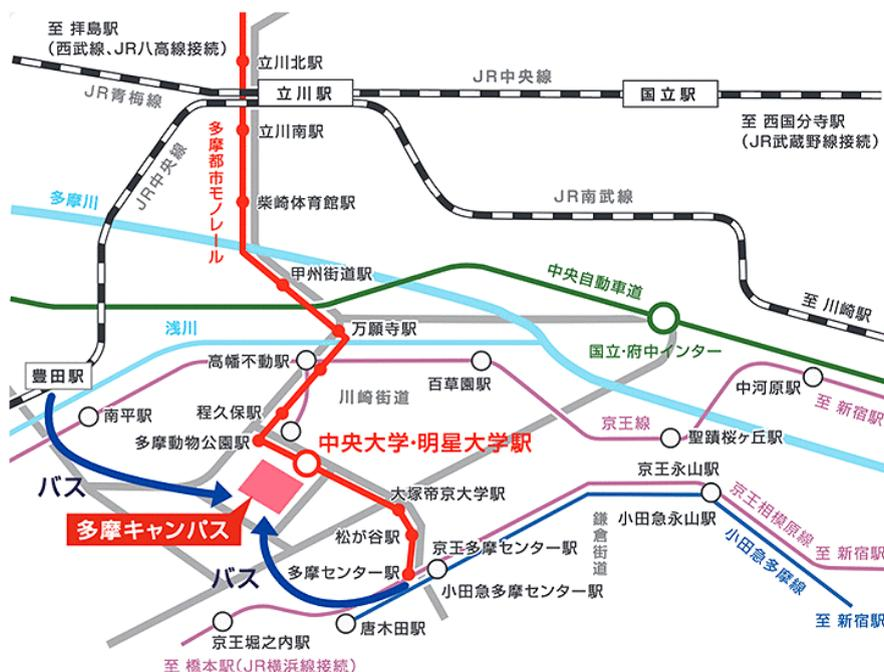 至 拝島駅
(西武線、JR八高線接続)
立川北駅
JR青梅線
立川駅
JR中央線
国立駅
至 西国分寺駅
(JR武蔵野線接続)
立川南駅
多摩都市モノレール
JR中央線
柴崎体育館駅
JR南武線
多摩川
甲州街道駅
中央自動車道
至 川崎駅
浅川
万願寺駅
国立・府中インター
豊田駅
高幡不動駅
百草園駅
中河原駅
川崎街道
至 新宿駅
南平駅
程久保駅
京王線
聖蹟桜ヶ丘駅
多摩動物公園駅
中央大学・明星大学駅
京王永山駅
バス
大塚帝京大学駅
京王相模原線
小田急永山駅
多摩キャンパス
鎌倉街道
松が谷駅
京王多摩センター駅
小田急多摩線
至 新宿駅
バス
多摩センター駅
小田急多摩センター駅
至 新宿駅
唐木田駅
京王堀之内駅
至 橋本駅(JR横浜線接続)